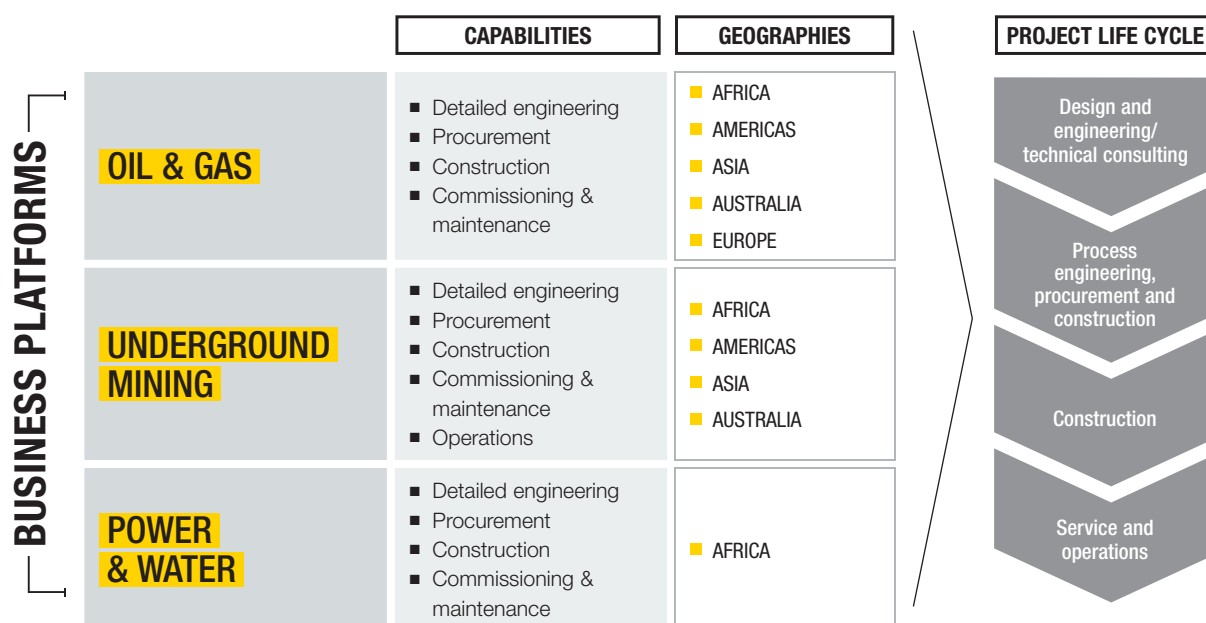 CAPABILITIES
GEOGRAPHIES
PROJECT LIFE CYCLE
BUSINESS PLATFORMS
OIL & GAS
■ Detailed engineering
■ Procurement
■ Construction
■ Commissioning &
maintenance
■ AFRICA
■ AMERICAS
■ ASIA
■ AUSTRALIA
■ EUROPE
UNDERGROUND
MINING
■ Detailed engineering
■ Procurement
■ Construction
■ Commissioning &
maintenance
■ Operations
■ AFRICA
■ AMERICAS
■ ASIA
■ AUSTRALIA
POWER
& WATER
■ Detailed engineering
■ Procurement
■ Construction
■ Commissioning &
maintenance
■ AFRICA
Design and
engineering/
technical consulting
Process
engineering,
procurement and
construction
Construction
Service and
operations